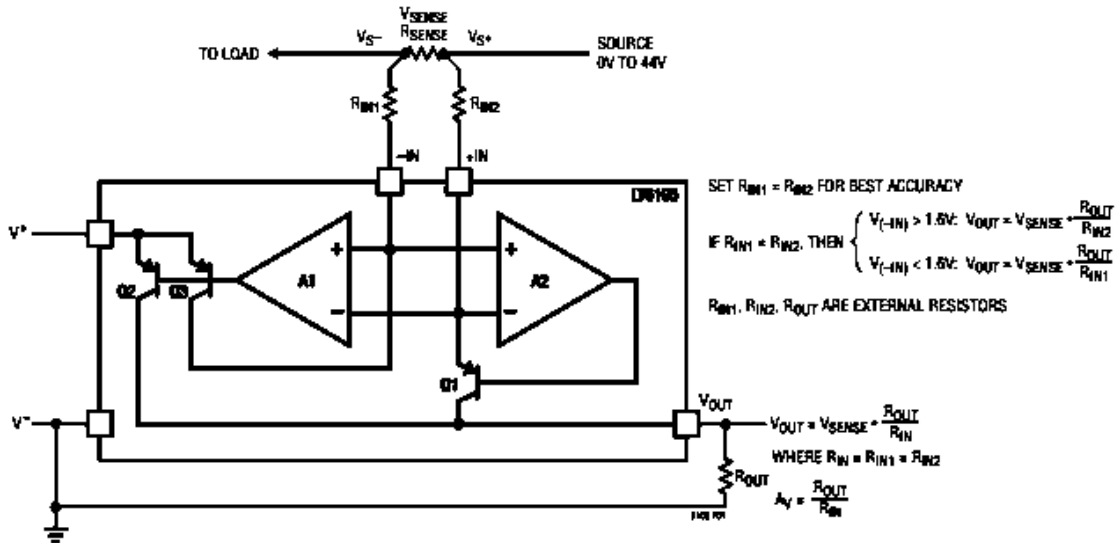 VSENSE
RSENSE
VS–
VS+
TO LOAD
SOURCE
0V TO 44V
RIN1
RIN2
–IN
+IN
V+
Q2
Q3
A1
A2
+
–
+
–
Q1
V–
VOUT
ROUT
SET RIN1 = RIN2 FOR BEST ACCURACY
IF RIN1 ≠ RIN2, THEN
V(–IN) > 1.6V: VOUT = VSENSE • ROUT/RIN2
V(–IN) < 1.6V: VOUT = VSENSE • ROUT/RIN1
RIN1, RIN2, ROUT ARE EXTERNAL RESISTORS
VOUT = VSENSE • ROUT/RIN
WHERE RIN = RIN1 = RIN2
AV = ROUT/RIN